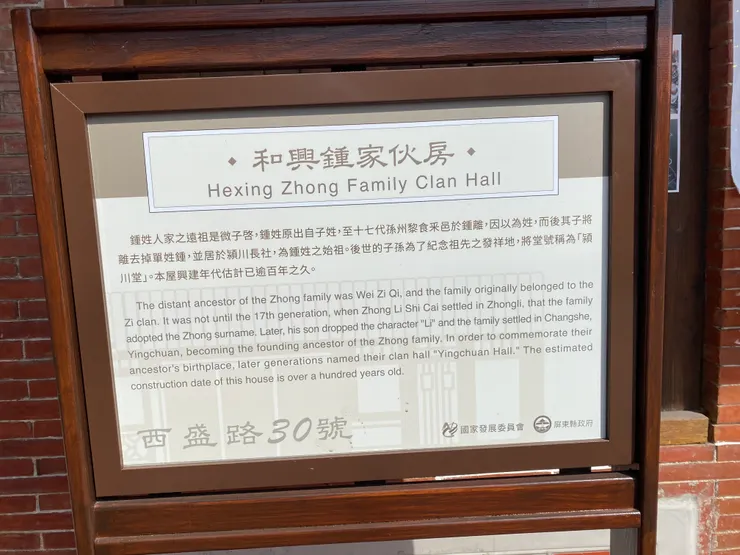 ◆ 和興鍾家伙房 ◆
Hexing Zhong Family Clan Hall
鍾姓人家之遠祖是微子啓，鍾姓原出自子姓，至十七代孫州黎食采邑於鍾離，因以為姓，而後其子將
離去掉單姓鍾，並居於潁川長社，為鍾姓之始祖。後世的子孫為了紀念祖先之發祥地，將堂號稱為「潁
川堂」。本屋興建年代估計已逾百年之久。
The distant ancestor of the Zhong family was Wei Zi Qi, and the family originally belonged to the
Zi clan. It was not until the 17th generation, when Zhong Li Shi Cai settled in Zhongli, that the family
adopted the Zhong surname. Later, his son dropped the character "Li" and the family settled in Changshe,
Yingchuan, becoming the founding ancestor of the Zhong family. In order to commemorate their
ancestor's birthplace, later generations named their clan hall "Yingchuan Hall." The estimated
construction date of this house is over a hundred years old.
西盛路30號
國家發展委員會 屏東縣政府